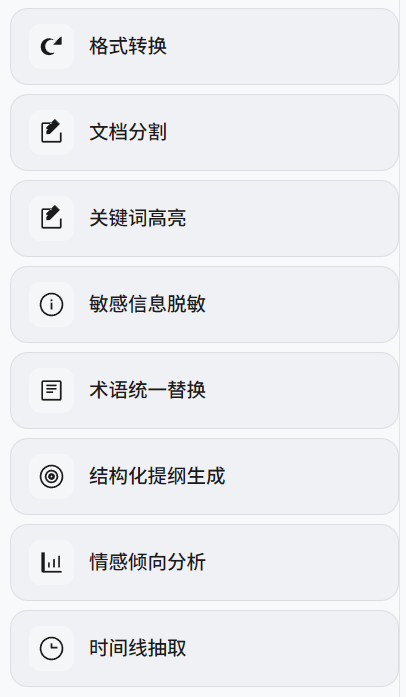 格式转换
文档分割
关键词高亮
敏感信息脱敏
术语统一替换
结构化提纲生成
情感倾向分析
时间线抽取